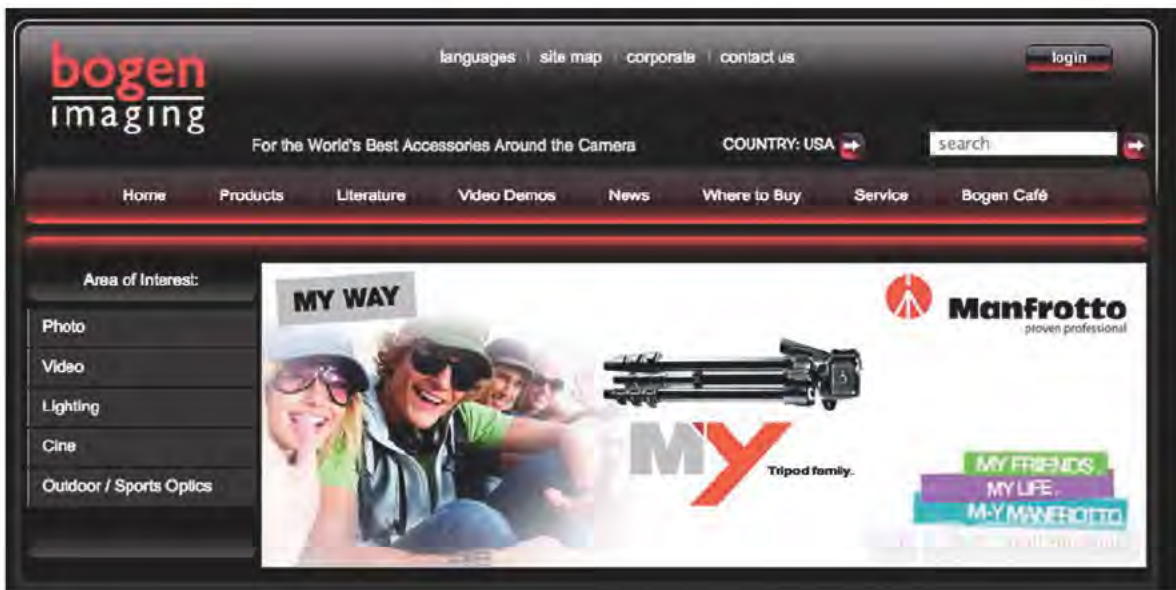 bogen
imaging
languages | site map | corporate | contact us
login
For the World's Best Accessories Around the Camera
COUNTRY: USA
search
Home Products Literature Video Demos News Where to Buy Service Bogen Café
Area of Interest:
Photo
Video
Lighting
Cine
Outdoor / Sports Optics
MY WAY
Manfrotto
proven professional
MY
Tripod family.
MY FRIENDS
MY LIFE
M-Y MANFROTTO